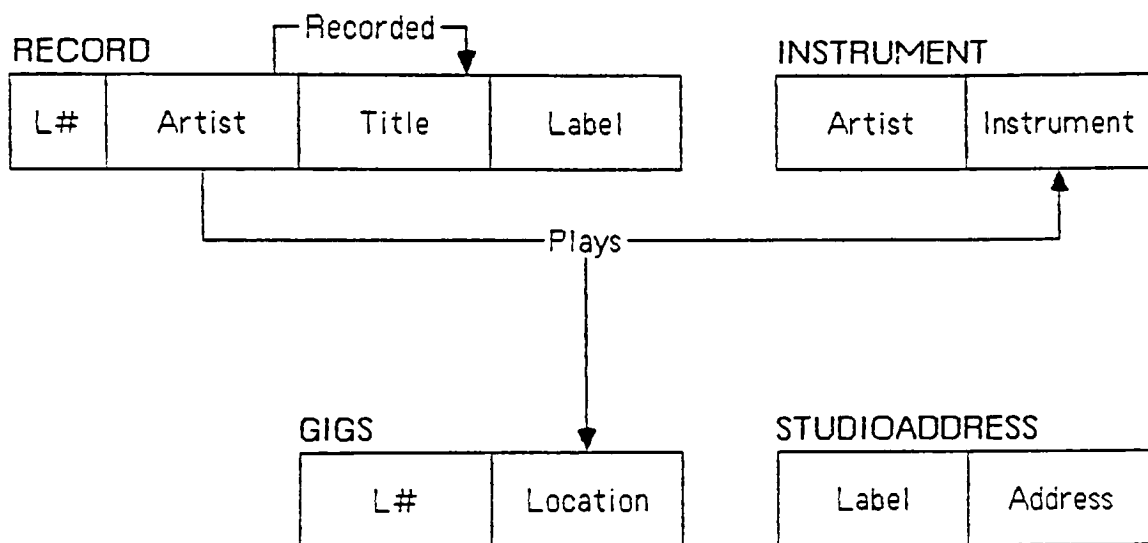 Recorded
RECORD INSTRUMENT
L# Artist Title Label Artist Instrument
Plays
GIGS STUDIOADDRESS
L# Location Label Address